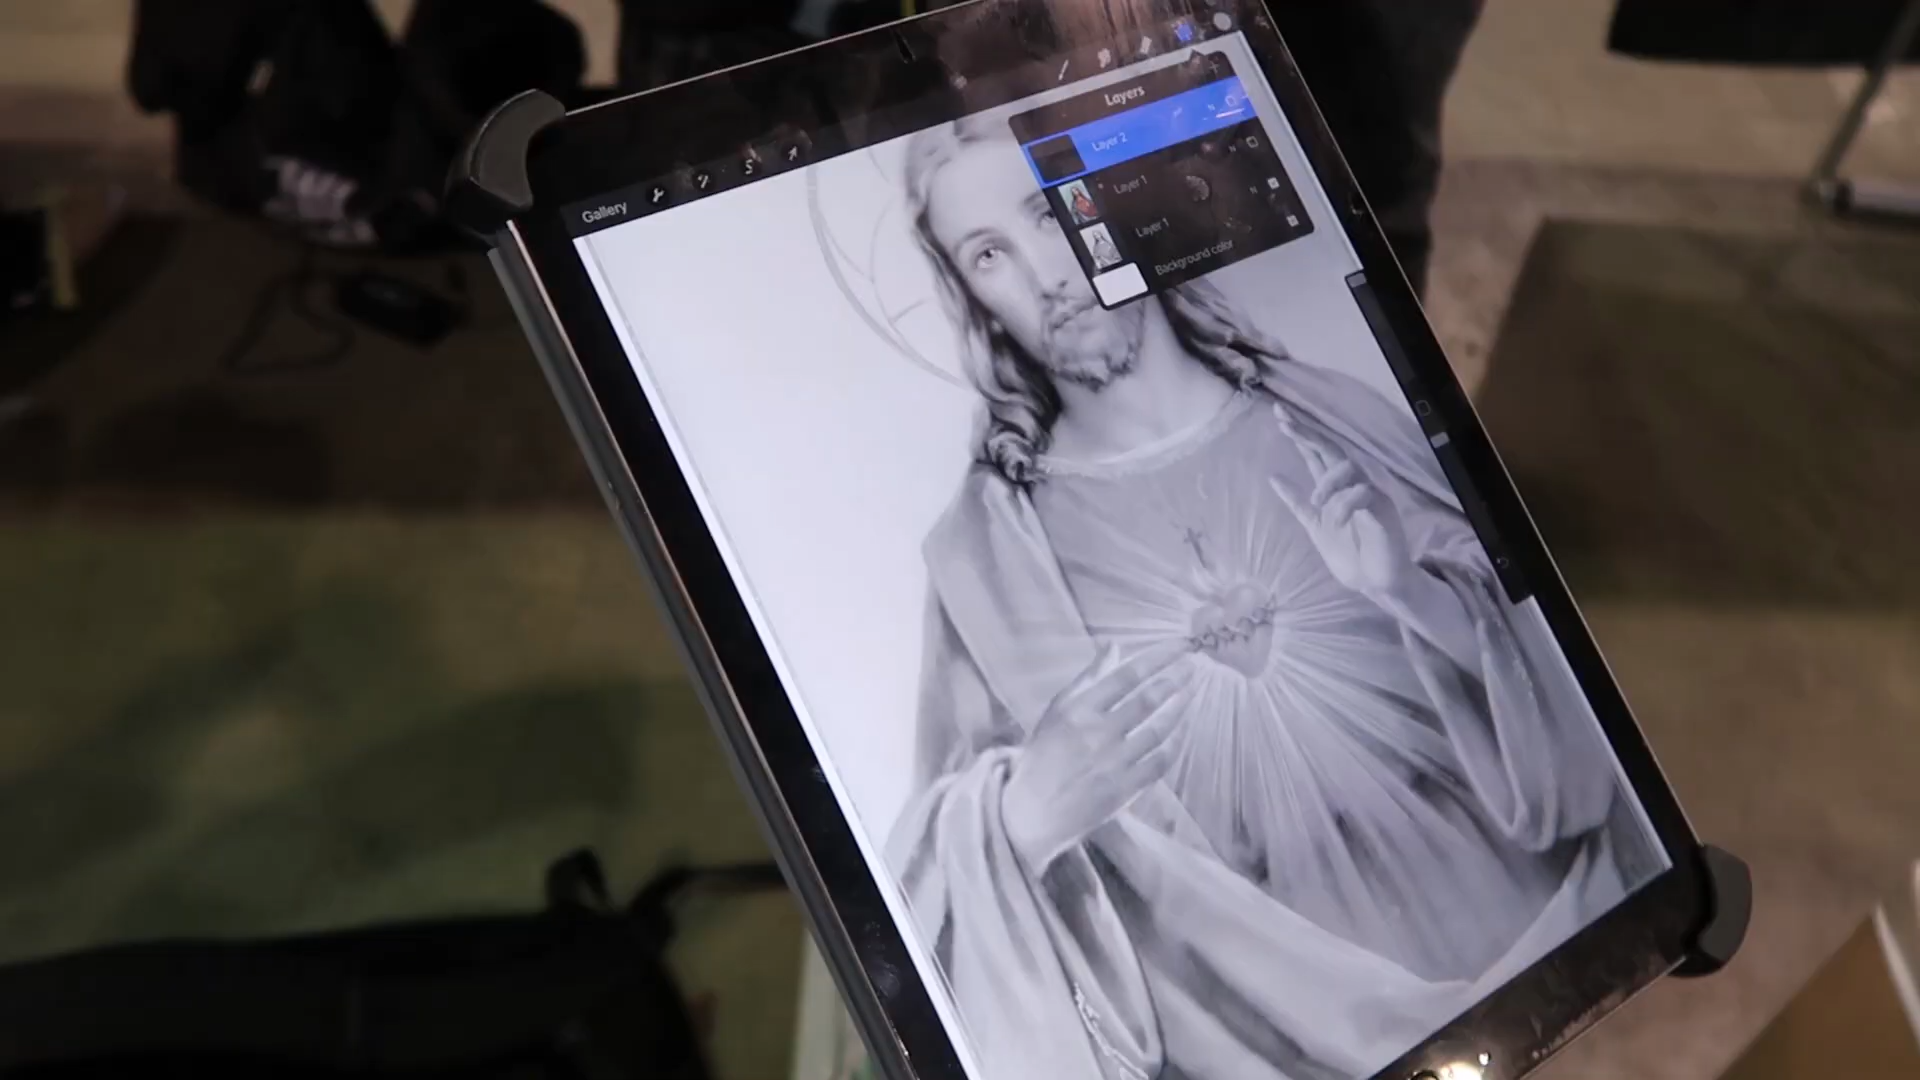 Gallery
Layers
Layer 2
N
Layer 1
N
Layer 1
N
Background color